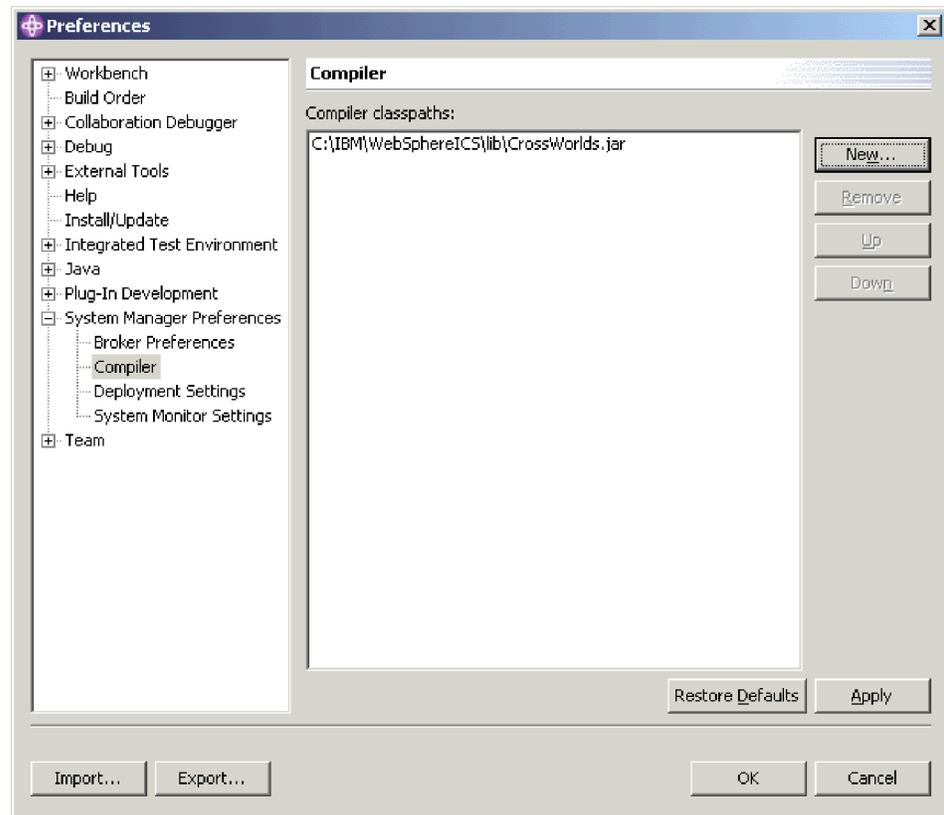 Preferences
Workbench
Build Order
Collaboration Debugger
Debug
External Tools
Help
Install/Update
Integrated Test Environment
Java
Plug-In Development
System Manager Preferences
Broker Preferences
Compiler
Deployment Settings
System Monitor Settings
Team
Compiler
Compiler classpaths:
C:\IBM\WebSphereICS\lib\CrossWorlds.jar
New...
Remove
Up
Down
Restore Defaults
Apply
Import...
Export...
OK
Cancel